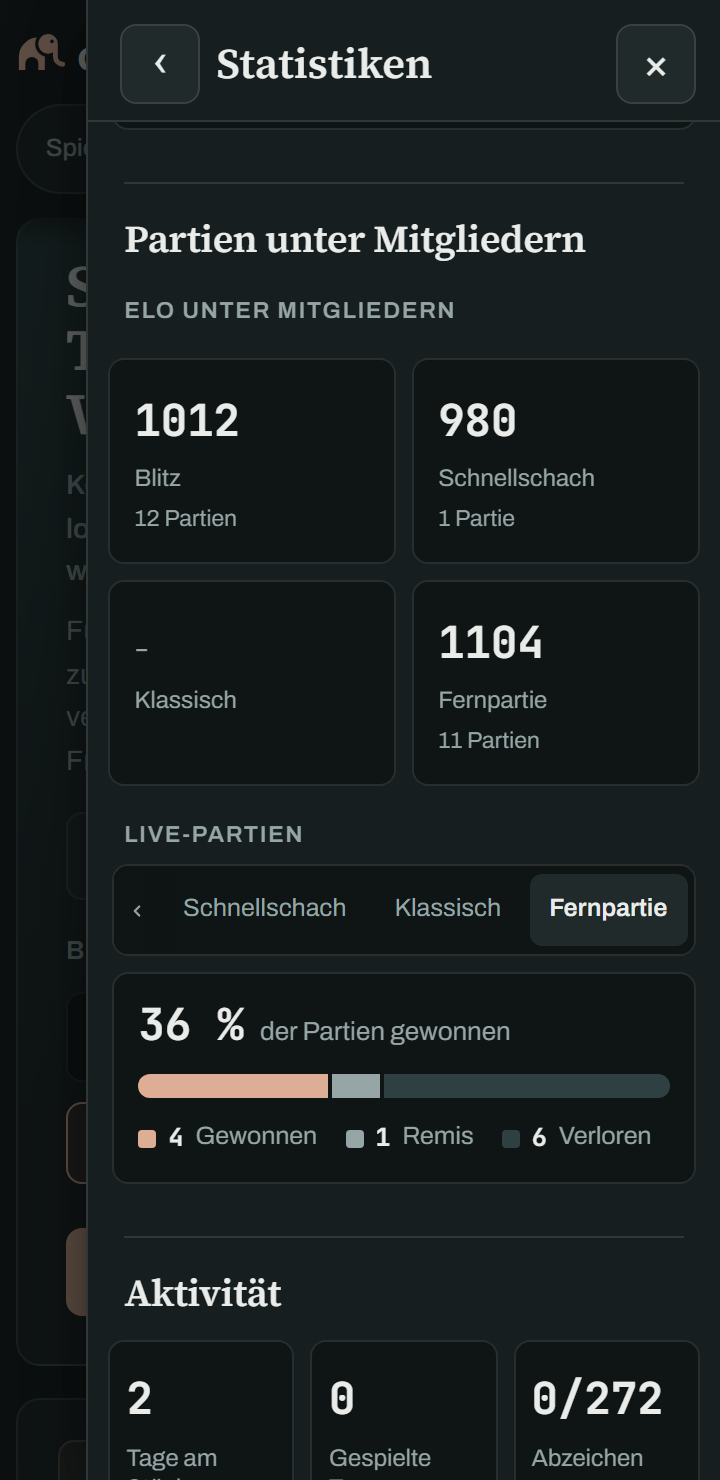 ‹ Statistiken ×
Spi
Partien unter Mitgliedern
ELO UNTER MITGLIEDERN
1012
Blitz
12 Partien
980
Schnellschach
1 Partie
–
Klassisch
1104
Fernpartie
11 Partien
LIVE-PARTIEN
‹ Schnellschach Klassisch Fernpartie
36 % der Partien gewonnen
4 Gewonnen 1 Remis 6 Verloren
Aktivität
2
Tage am
0
Gespielte
0/272
Abzeichen